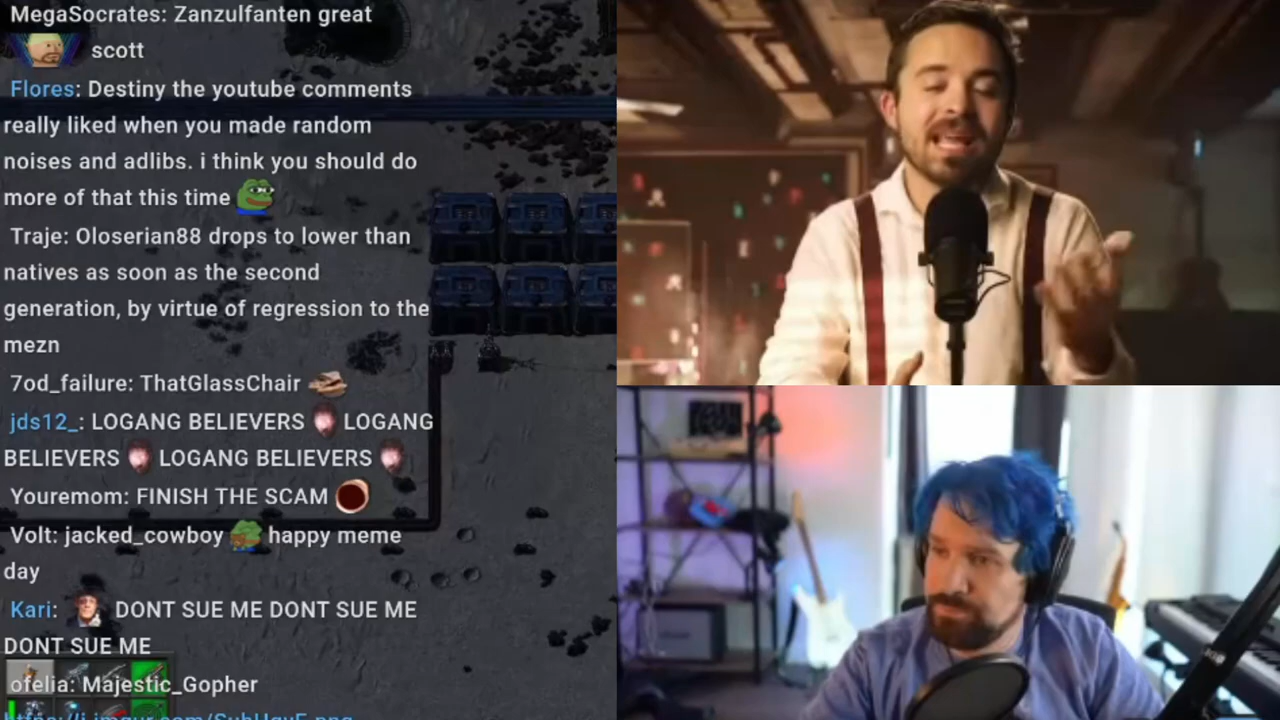 MegaSocrates: Zanzulfanten great
scott
Flores: Destiny the youtube comments
really liked when you made random
noises and adlibs. i think you should do
more of that this time
Traje: Oloserian88 drops to lower than
natives as soon as the second
generation, by virtue of regression to the
mezn
7od_failure: ThatGlassChair
jds12_: LOGANG BELIEVERS LOGANG
BELIEVERS LOGANG BELIEVERS
Youremom: FINISH THE SCAM
Volt: jacked_cowboy happy meme
day
Kari: DONT SUE ME DONT SUE ME
DONT SUE ME
ofelia: Majestic_Gopher